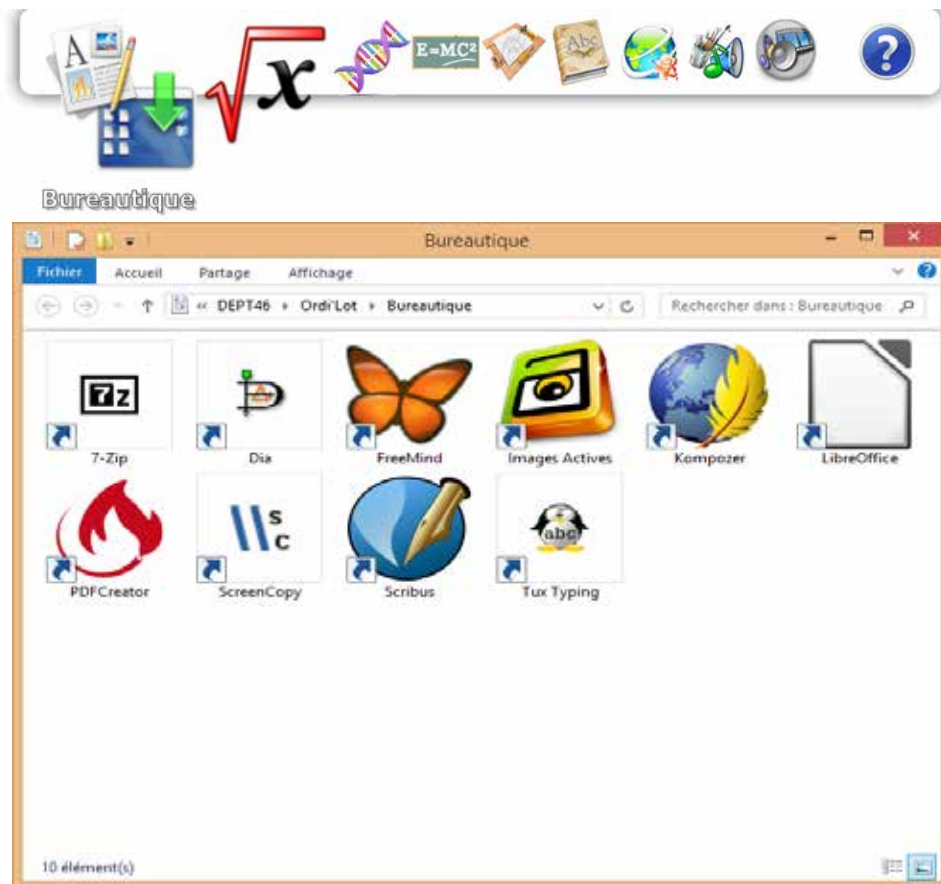 A
√x
E=MC²
Abc
?
Bureautique
Bureautique
Fichier Accueil Partage Affichage
?
« DEPT46 Ordi'Lot Bureautique Rechercher dans : Bureautique
7z
7-Zip Dia FreeMind Images Actives Kompozer LibreOffice
S
C
abc
PDFCreator ScreenCopy Scribus Tux Typing
10 élément(s)